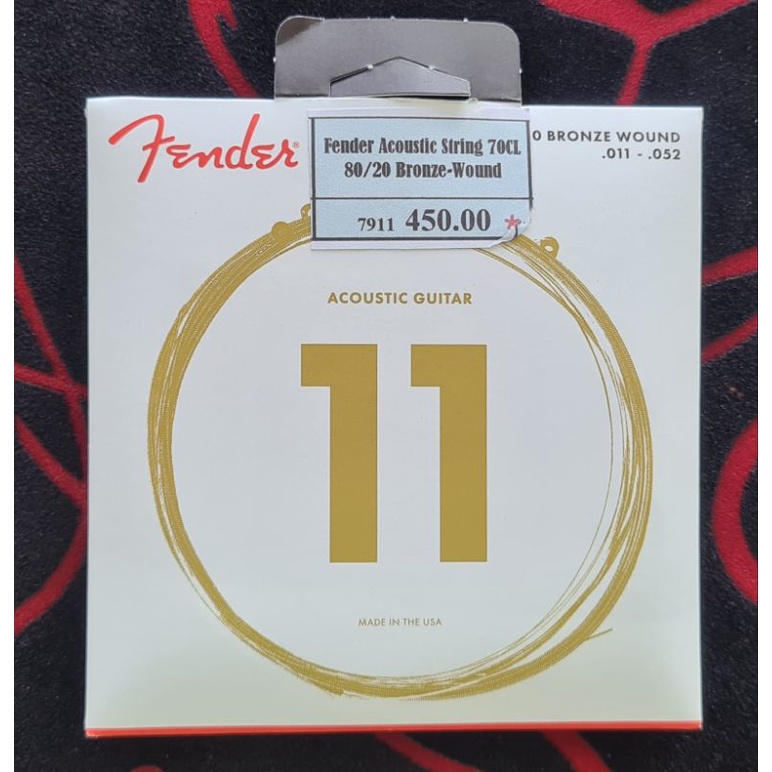 Fender®
Fender Acoustic String 70CL
80/20 Bronze-Wound
7911 450.00 *
0 BRONZE WOUND
.011 - .052
ACOUSTIC GUITAR
11
MADE IN THE USA